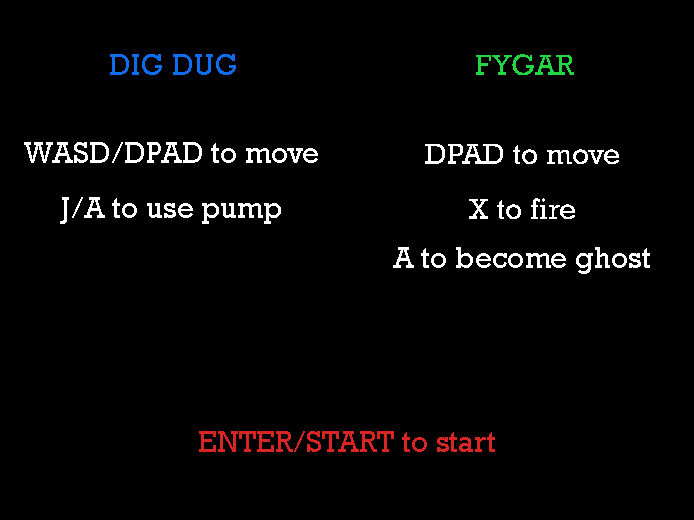 DIG DUG
WASD/DPAD to move
J/A to use pump
FYGAR
DPAD to move
X to fire
A to become ghost
ENTER/START to start